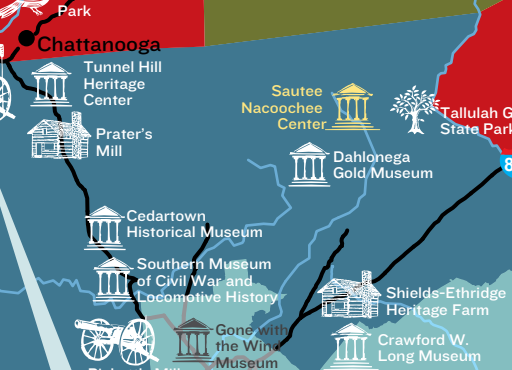 Park
Chattanooga
Tunnel Hill
Heritage
Center
Sautee
Nacoochee
Center
Tallulah G
State Park
Prater's
Mill
Dahlonega
Gold Museum
8
Cedartown
Historical Museum
Southern Museum
of Civil War and
Locomotive History
Shields-Ethridge
Heritage Farm
Gone with
the Wind
Museum
Crawford W.
Long Museum